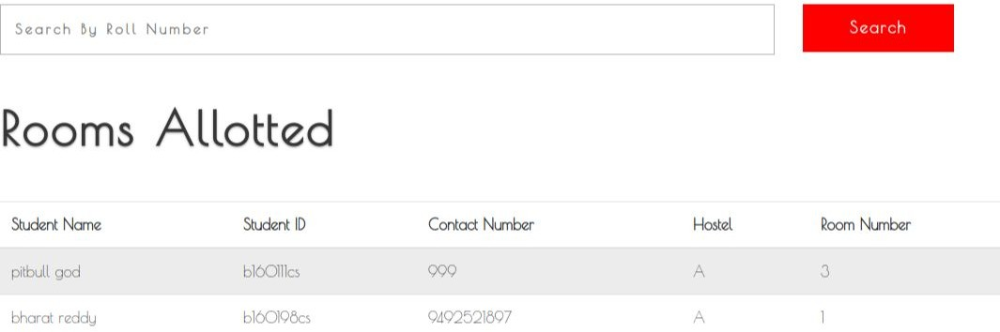 Search By Roll Number
Search
Rooms Allotted
Student Name Student ID Contact Number Hostel Room Number
pitbull god b160111cs 999 A 3
bharat reddy b160198cs 9492521897 A 1